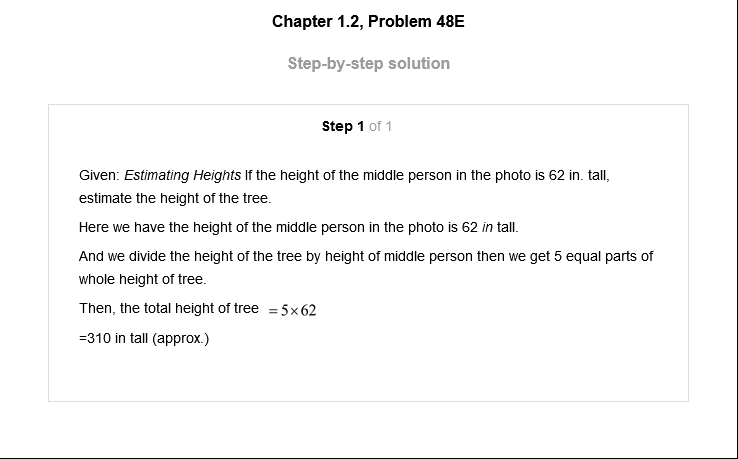 Chapter 1.2, Problem 48E
Step-by-step solution
Step 1 of 1
Given: Estimating Heights If the height of the middle person in the photo is 62 in. tall,
estimate the height of the tree.
Here we have the height of the middle person in the photo is 62 in tall.
And we divide the height of the tree by height of middle person then we get 5 equal parts of
whole height of tree.
Then, the total height of tree = 5×62
=310 in tall (approx.)